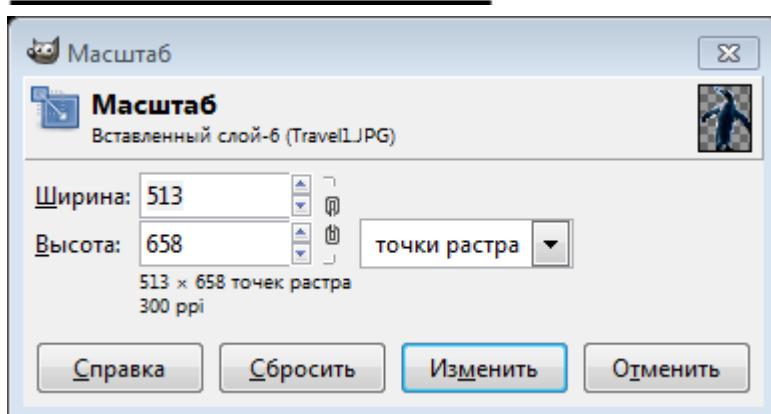 Масштаб
Масштаб
Вставленный слой-6 (Travel1.JPG)
Ширина: 513
Высота: 658 точки растра
513 × 658 точек растра
300 ppi
Справка Сбросить Изменить Отменить